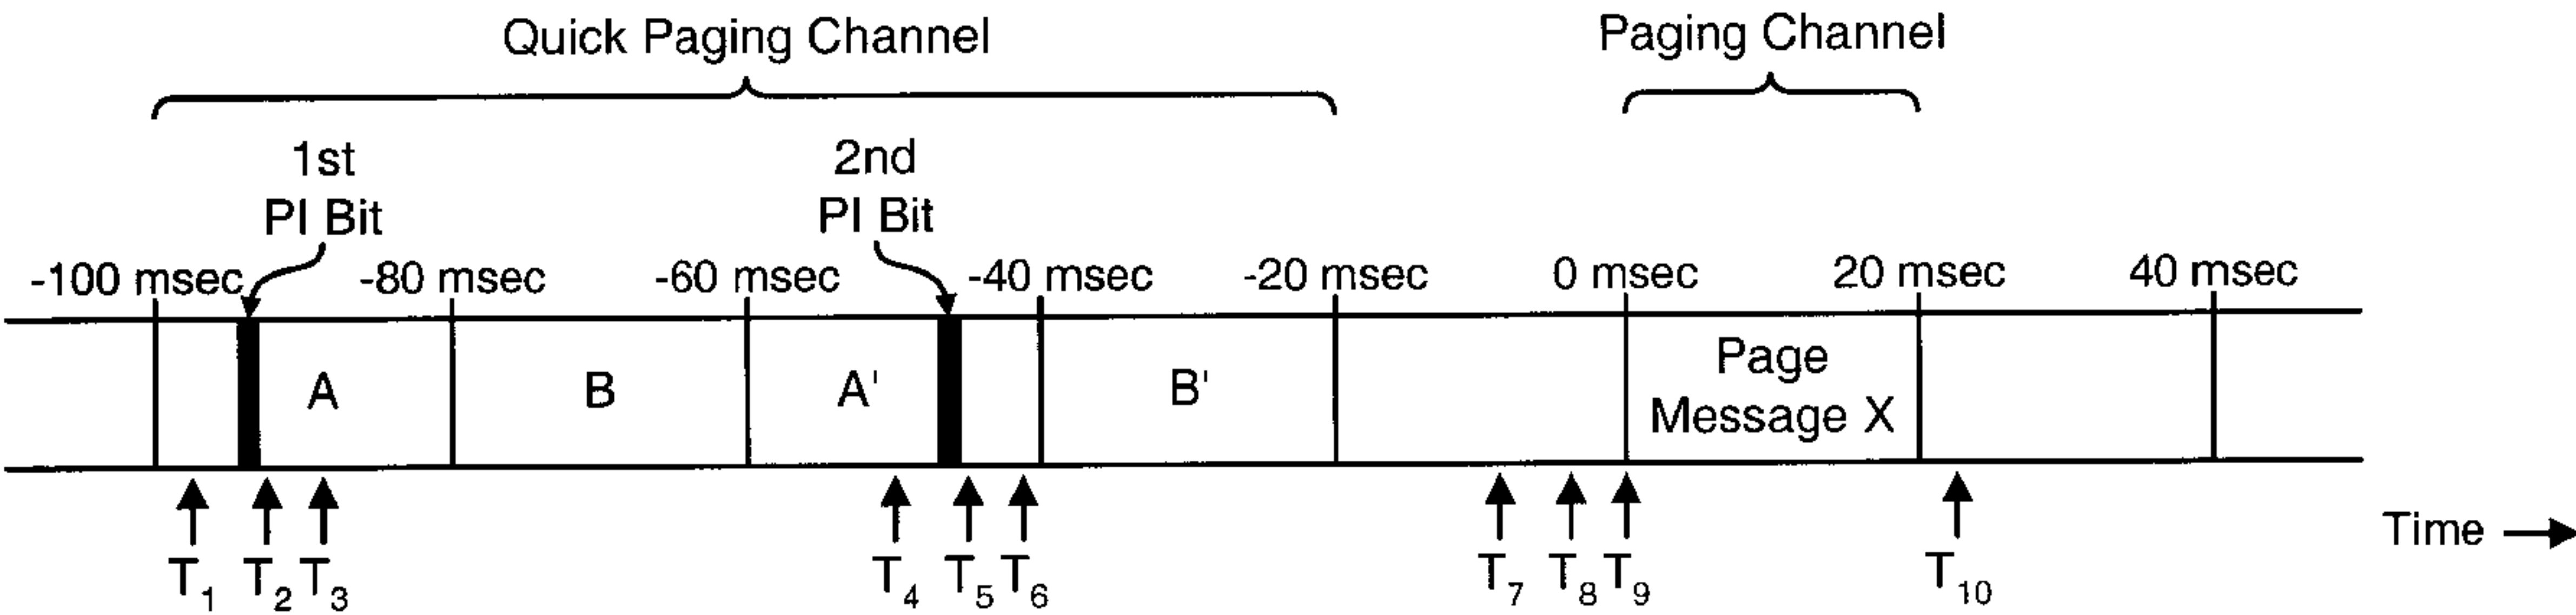 Quick Paging Channel
Paging Channel
1st
PI Bit
2nd
PI Bit
-100 msec
-80 msec
-60 msec
-40 msec
-20 msec
0 msec
20 msec
40 msec
A
B
A'
B'
Page
Message X
T1
T2
T3
T4
T5
T6
T7
T8
T9
T10
Time